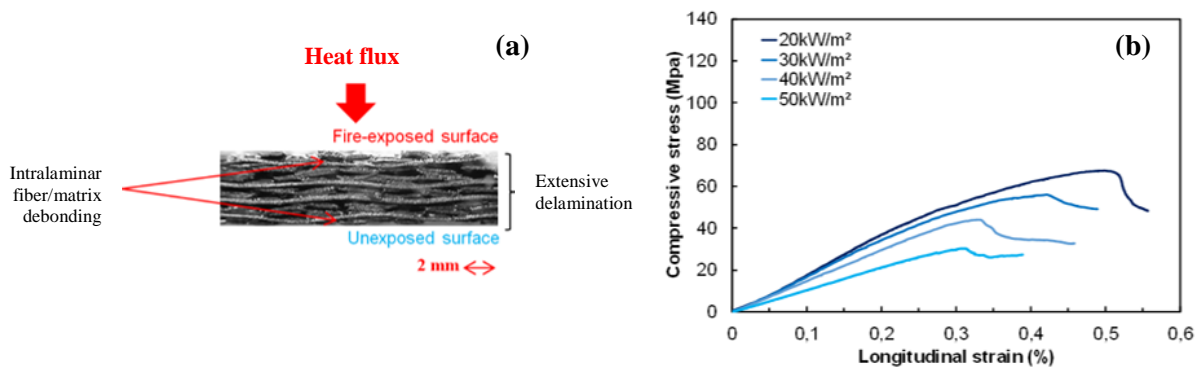 (a)
Heat flux
Fire-exposed surface
Intralaminar
fiber/matrix
debonding
Extensive
delamination
Unexposed surface
2 mm
(b)
20kW/m²
30kW/m²
40kW/m²
50kW/m²
Compressive stress (Mpa)
140
120
100
80
60
40
20
0
0
0,1
0,2
0,3
0,4
0,5
0,6
Longitudinal strain (%)